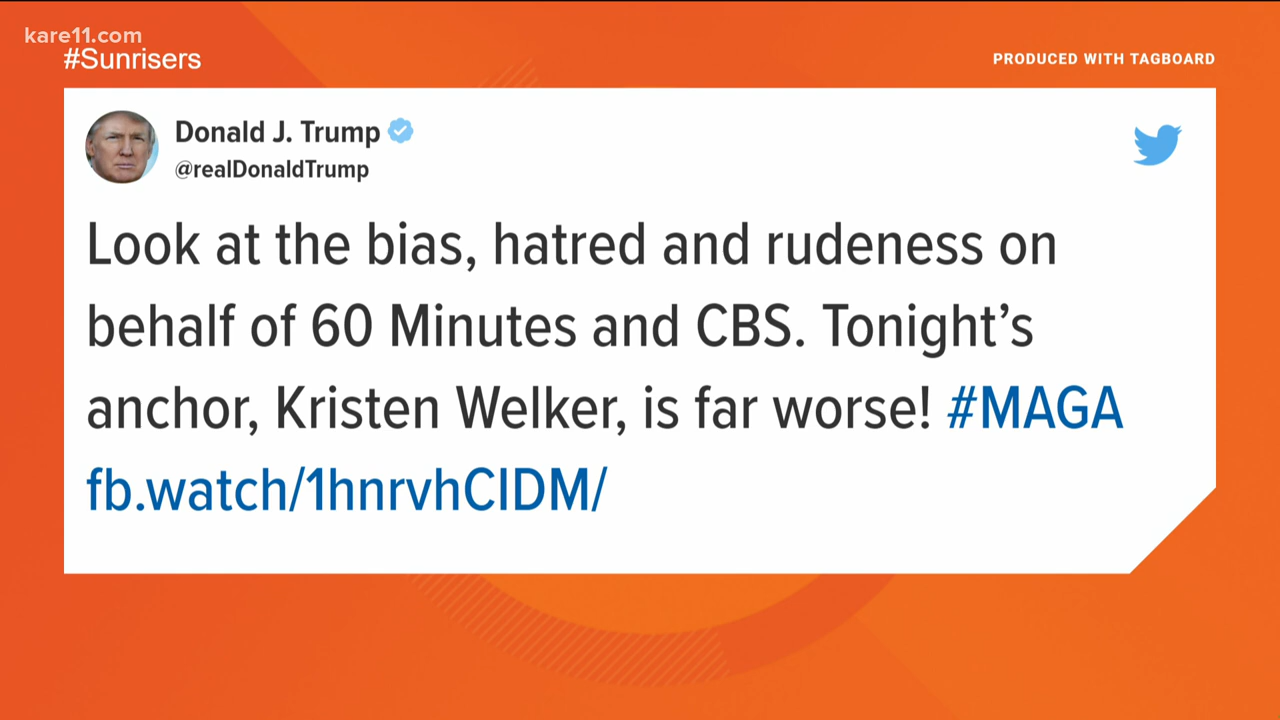 kare11.com
#Sunrisers
PRODUCED WITH TAGBOARD
Donald J. Trump
@realDonaldTrump
Look at the bias, hatred and rudeness on
behalf of 60 Minutes and CBS. Tonight’s
anchor, Kristen Welker, is far worse! #MAGA
fb.watch/1hnrvhCIDM/